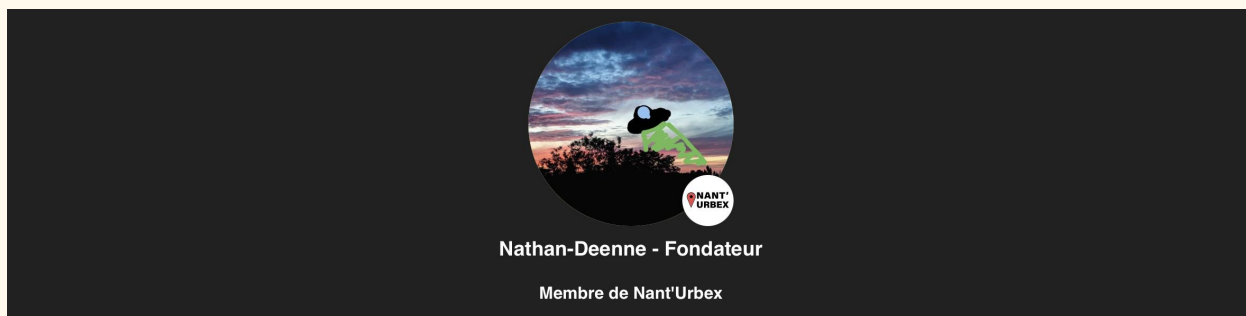 NANT'
URBEX
Nathan-Deenne - Fondateur
Membre de Nant'Urbex